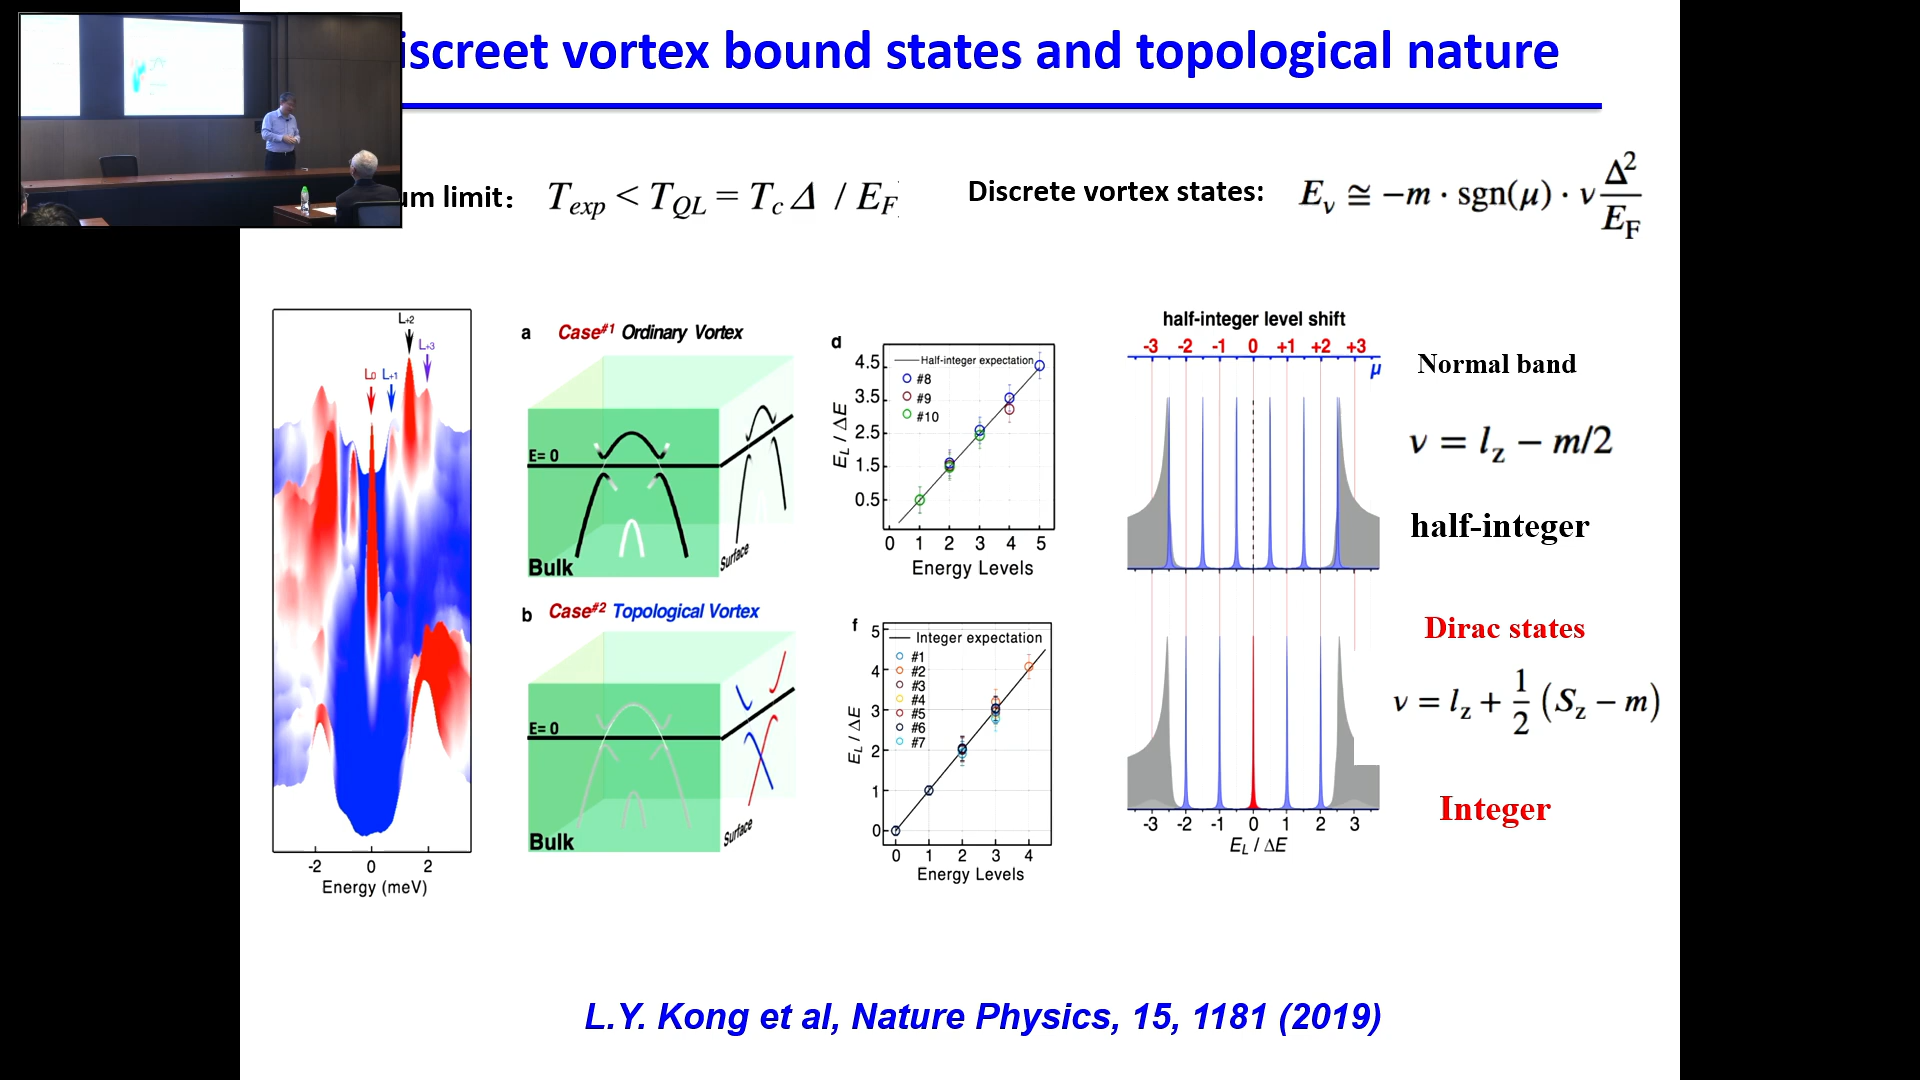 iscreet vortex bound states and topological nature
um limit: T_exp < T_QL = T_c Δ / E_F
Discrete vortex states: E_ν ≅ −m · sgn(μ) · ν Δ²/E_F
L0 L+1 L+2 L+3
-2 0 2
Energy (meV)
a Case#1 Ordinary Vortex
E= 0
Bulk
Surface
b Case#2 Topological Vortex
E= 0
Bulk
Surface
d
Half-integer expectation
#8
#9
#10
4.5
3.5
2.5
1.5
0.5
E_L / ΔE
0 1 2 3 4 5
Energy Levels
f
Integer expectation
#1
#2
#3
#4
#5
#6
#7
5
4
3
2
1
0
E_L / ΔE
0 1 2 3 4
Energy Levels
half-integer level shift
-3 -2 -1 0 +1 +2 +3
μ
-3 -2 -1 0 1 2 3
E_L / ΔE
Normal band
ν = l_z − m/2
half-integer
Dirac states
ν = l_z + 1/2 (S_z − m)
Integer
L.Y. Kong et al, Nature Physics, 15, 1181 (2019)